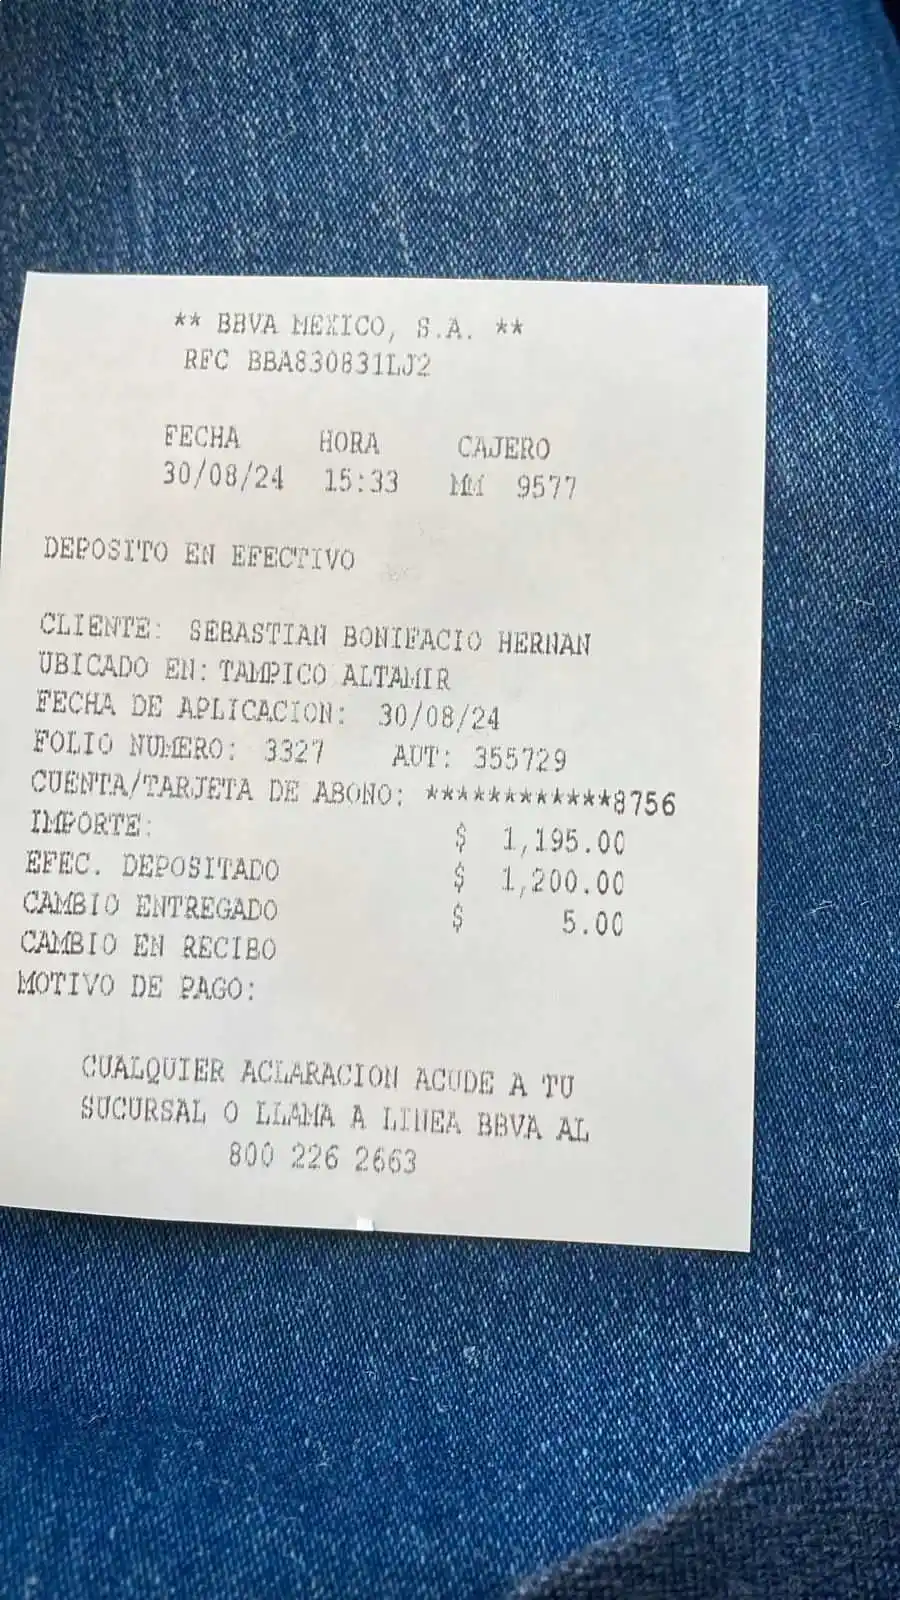 ** BBVA MEXICO, S.A. **
RFC BBA830831LJ2
FECHA HORA CAJERO
30/08/24 15:33 MM 9577
DEPOSITO EN EFECTIVO
CLIENTE: SEBASTIAN BONIFACIO HERNAN
UBICADO EN: TAMPICO ALTAMIR
FECHA DE APLICACION: 30/08/24
FOLIO NUMERO: 3327 AUT: 355729
CUENTA/TARJETA DE ABONO: ************8756
IMPORTE: $ 1,195.00
EFEC. DEPOSITADO $ 1,200.00
CAMBIO ENTREGADO $ 5.00
CAMBIO EN RECIBO
MOTIVO DE PAGO:
CUALQUIER ACLARACION ACUDE A TU
SUCURSAL O LLAMA A LINEA BBVA AL
800 226 2663